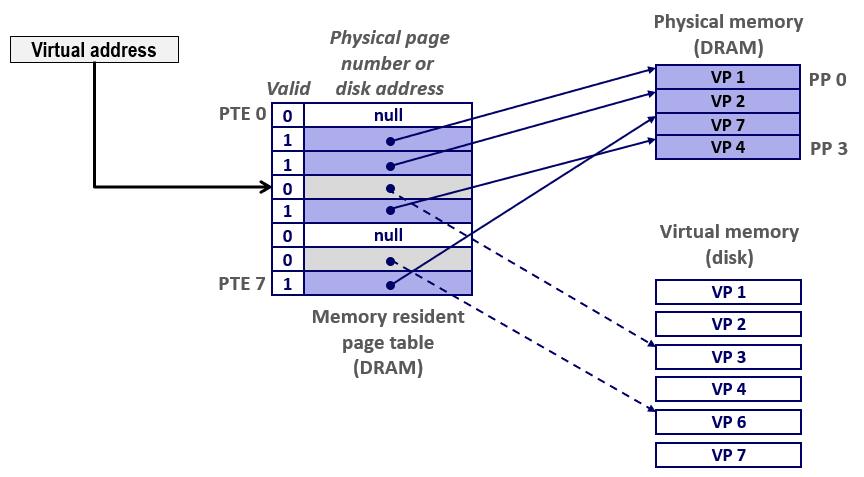 Virtual address
Physical page
number or
disk address
Valid
PTE 0
0 null
1
1
0
1
0 null
0
PTE 7 1
Memory resident
page table
(DRAM)
Physical memory
(DRAM)
VP 1 PP 0
VP 2
VP 7
VP 4 PP 3
Virtual memory
(disk)
VP 1
VP 2
VP 3
VP 4
VP 6
VP 7